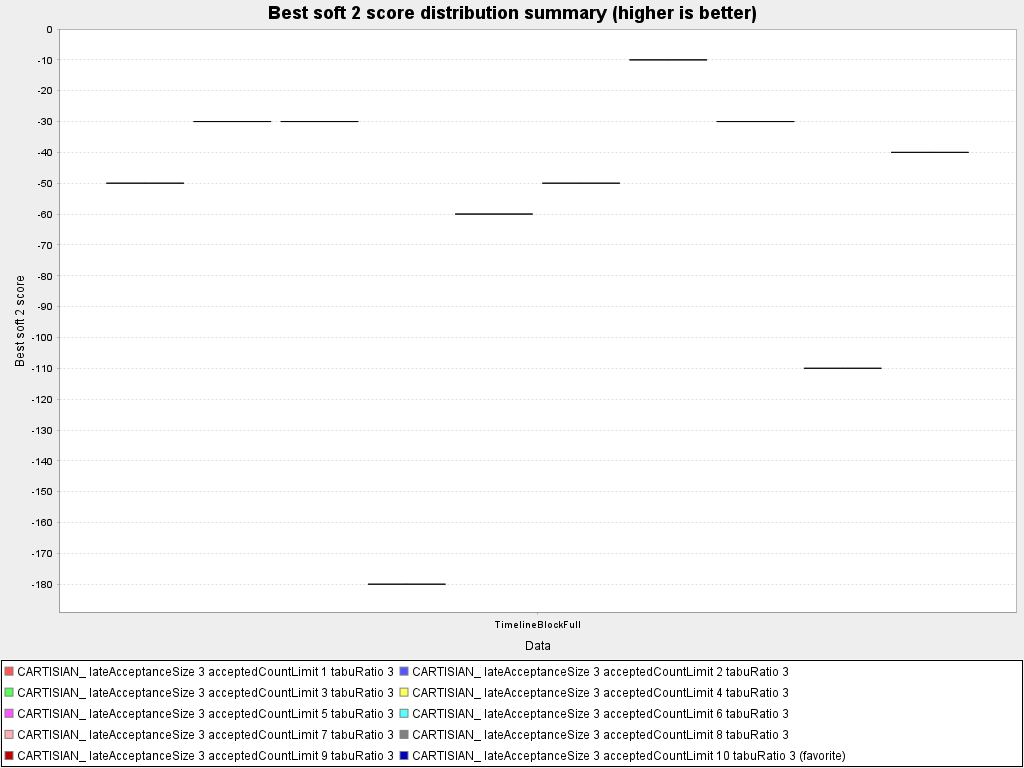 Best soft 2 score distribution summary (higher is better)
0
-10
-20
-30
-40
-50
-60
-70
-80
-90
-100
-110
-120
-130
-140
-150
-160
-170
-180
Best soft 2 score
TimelineBlockFull
Data
CARTISIAN_ lateAcceptanceSize 3 acceptedCountLimit 1 tabuRatio 3 CARTISIAN_ lateAcceptanceSize 3 acceptedCountLimit 2 tabuRatio 3
CARTISIAN_ lateAcceptanceSize 3 acceptedCountLimit 3 tabuRatio 3 CARTISIAN_ lateAcceptanceSize 3 acceptedCountLimit 4 tabuRatio 3
CARTISIAN_ lateAcceptanceSize 3 acceptedCountLimit 5 tabuRatio 3 CARTISIAN_ lateAcceptanceSize 3 acceptedCountLimit 6 tabuRatio 3
CARTISIAN_ lateAcceptanceSize 3 acceptedCountLimit 7 tabuRatio 3 CARTISIAN_ lateAcceptanceSize 3 acceptedCountLimit 8 tabuRatio 3
CARTISIAN_ lateAcceptanceSize 3 acceptedCountLimit 9 tabuRatio 3 CARTISIAN_ lateAcceptanceSize 3 acceptedCountLimit 10 tabuRatio 3 (favorite)